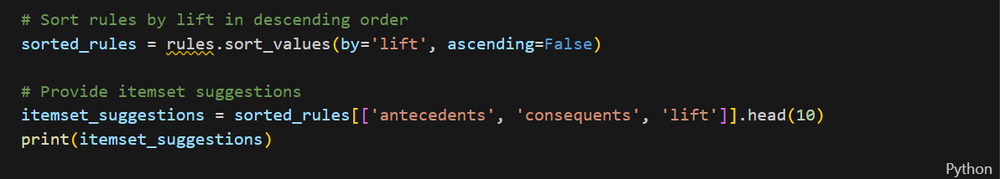 # Sort rules by lift in descending order
sorted_rules = rules.sort_values(by='lift', ascending=False)
# Provide itemset suggestions
itemset_suggestions = sorted_rules[['antecedents', 'consequents', 'lift']].head(10)
print(itemset_suggestions)
Python